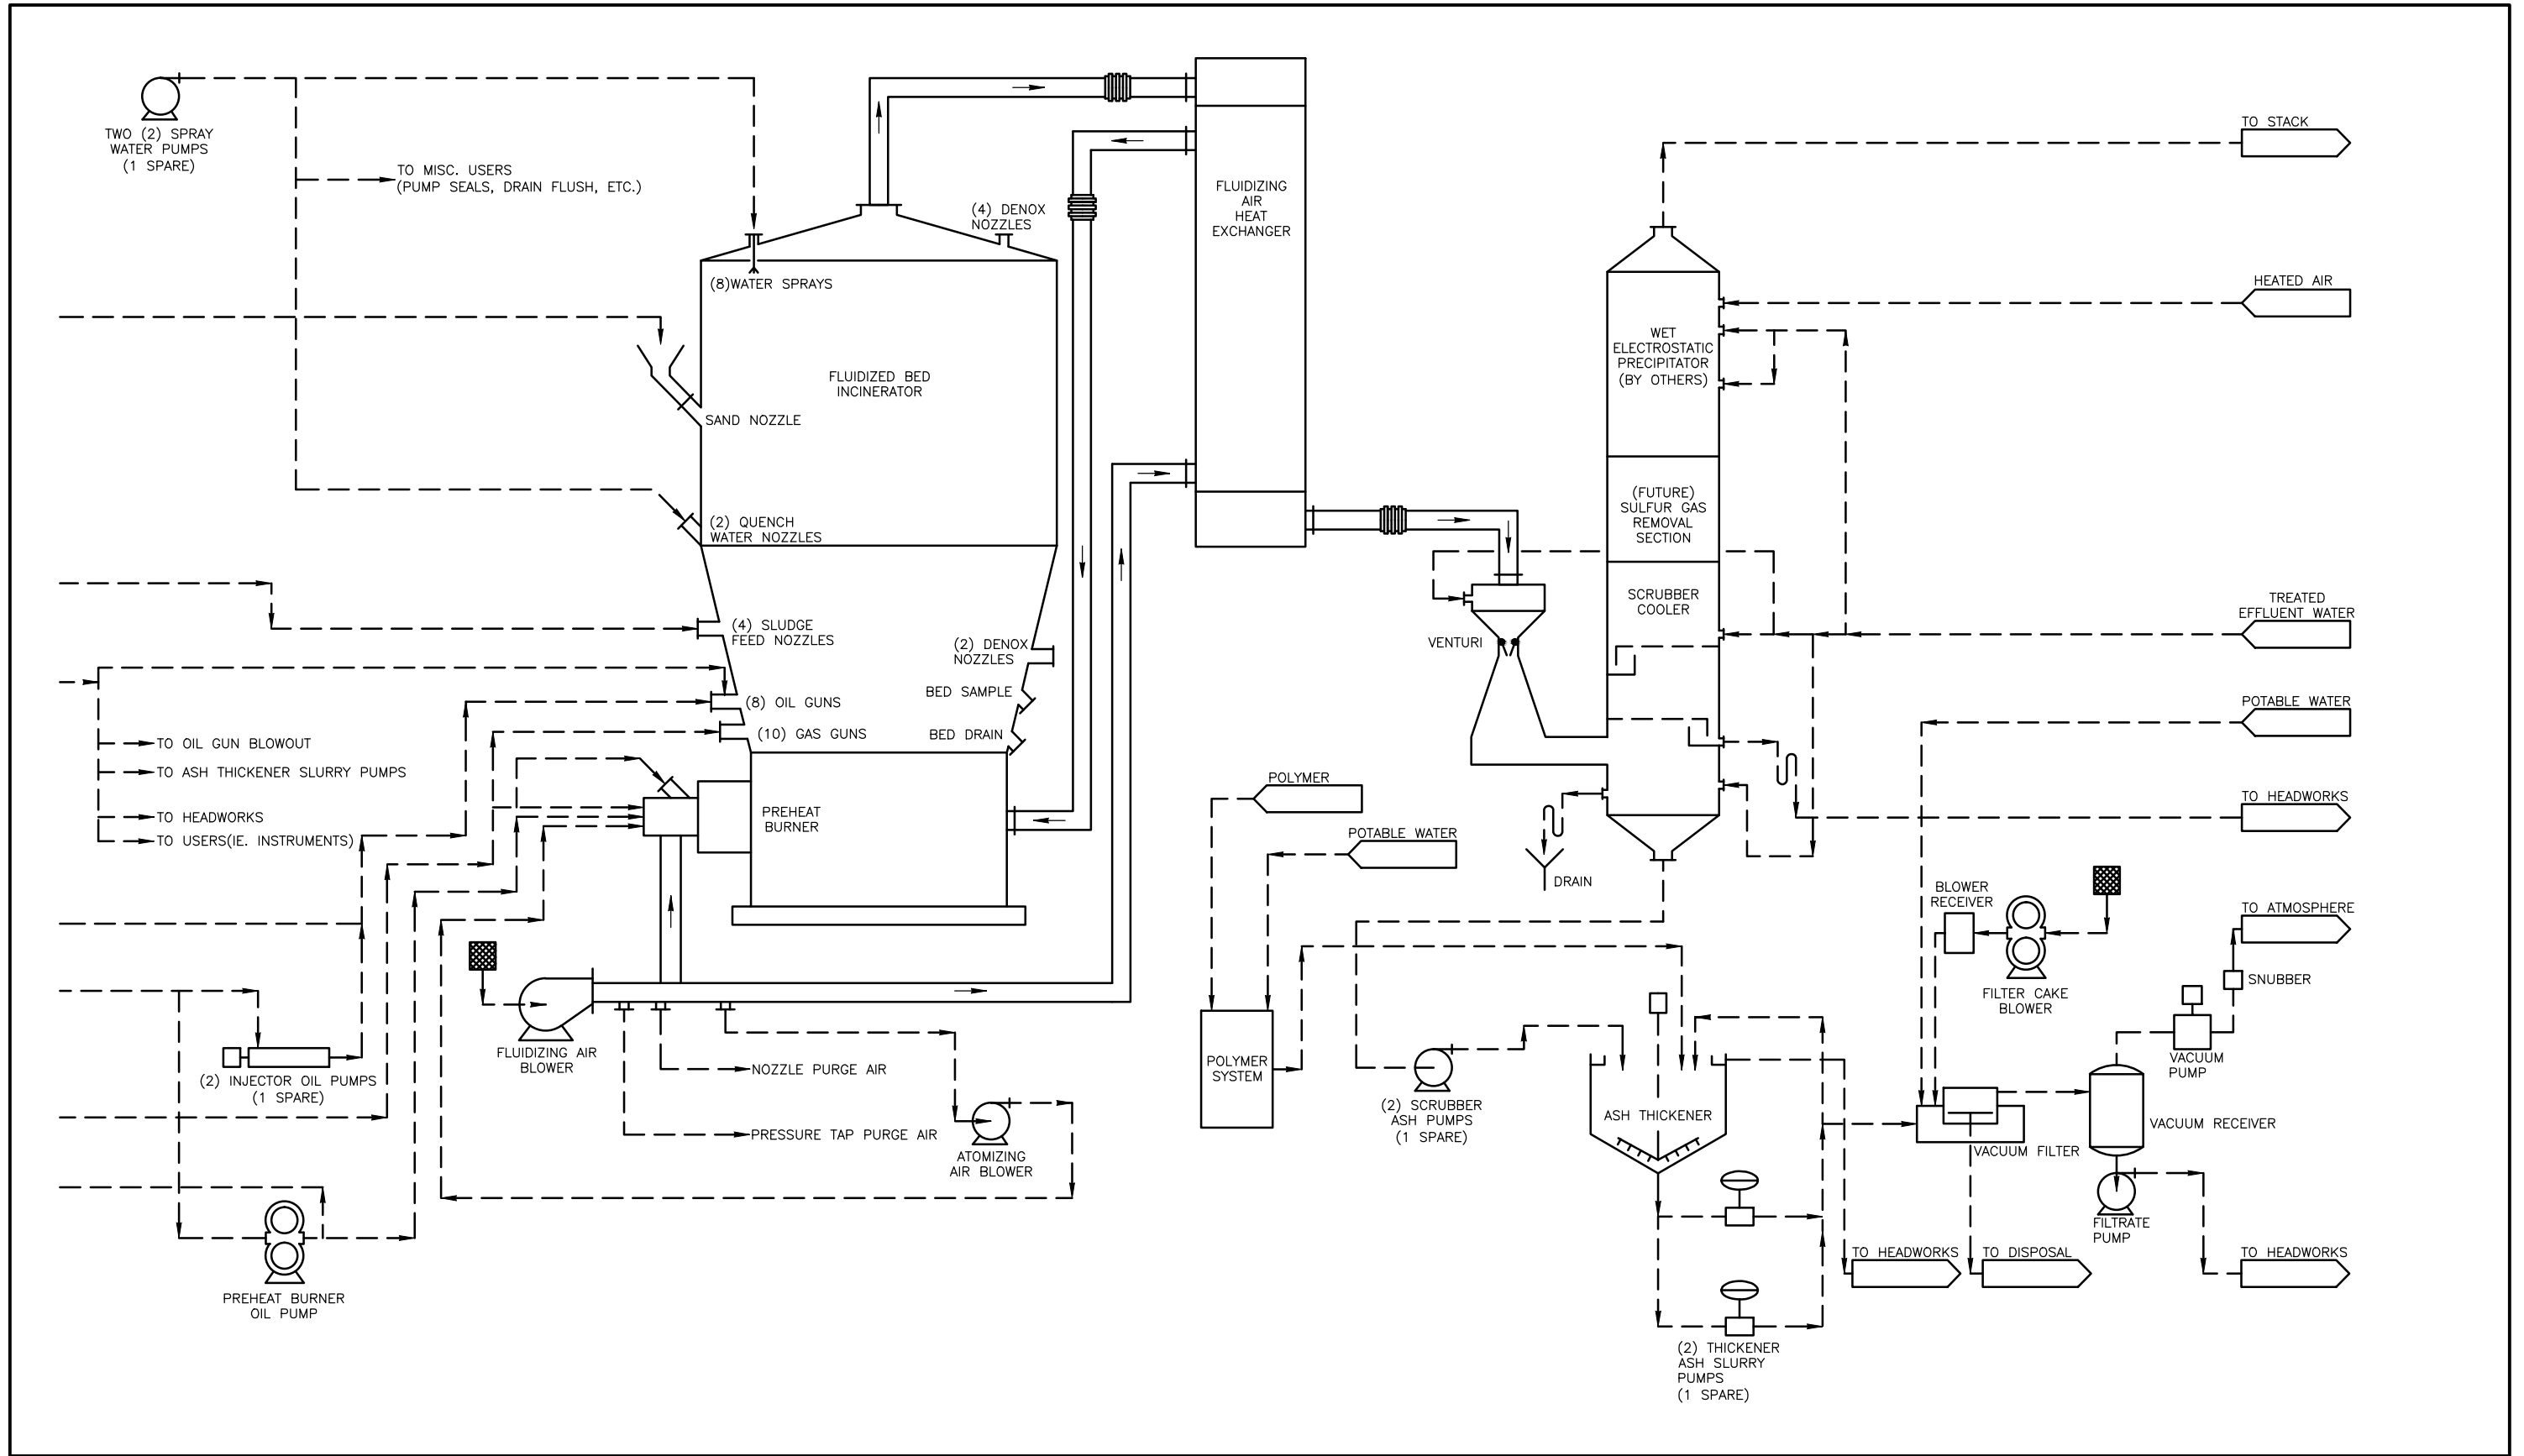 TWO (2) SPRAY
WATER PUMPS
(1 SPARE)
TO MISC. USERS
(PUMP SEALS, DRAIN FLUSH, ETC.)
(4) DENOX
NOZZLES
(8)WATER SPRAYS
FLUIDIZED BED
INCINERATOR
SAND NOZZLE
(2) QUENCH
WATER NOZZLES
(4) SLUDGE
FEED NOZZLES
(2) DENOX
NOZZLES
BED SAMPLE
(8) OIL GUNS
(10) GAS GUNS
BED DRAIN
TO OIL GUN BLOWOUT
TO ASH THICKENER SLURRY PUMPS
TO HEADWORKS
TO USERS(IE. INSTRUMENTS)
PREHEAT
BURNER
FLUIDIZING AIR
BLOWER
(2) INJECTOR OIL PUMPS
(1 SPARE)
NOZZLE PURGE AIR
PRESSURE TAP PURGE AIR
ATOMIZING
AIR BLOWER
PREHEAT BURNER
OIL PUMP
FLUIDIZING
AIR
HEAT
EXCHANGER
TO STACK
HEATED AIR
WET
ELECTROSTATIC
PRECIPITATOR
(BY OTHERS)
(FUTURE)
SULFUR GAS
REMOVAL
SECTION
SCRUBBER
COOLER
VENTURI
TREATED
EFFLUENT WATER
POTABLE WATER
TO HEADWORKS
POLYMER
POTABLE WATER
DRAIN
BLOWER
RECEIVER
TO ATMOSPHERE
SNUBBER
FILTER CAKE
BLOWER
VACUUM
PUMP
POLYMER
SYSTEM
(2) SCRUBBER
ASH PUMPS
(1 SPARE)
ASH THICKENER
VACUUM RECEIVER
VACUUM FILTER
FILTRATE
PUMP
TO HEADWORKS
TO DISPOSAL
TO HEADWORKS
(2) THICKENER
ASH SLURRY
PUMPS
(1 SPARE)